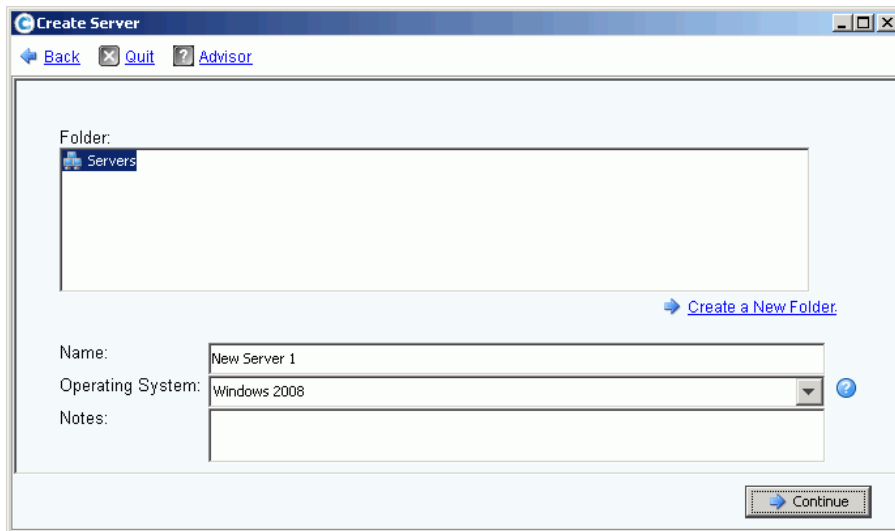 Create Server
Back Quit Advisor
Folder:
Servers
Create a New Folder.
Name: New Server 1
Operating System: Windows 2008
Notes:
Continue